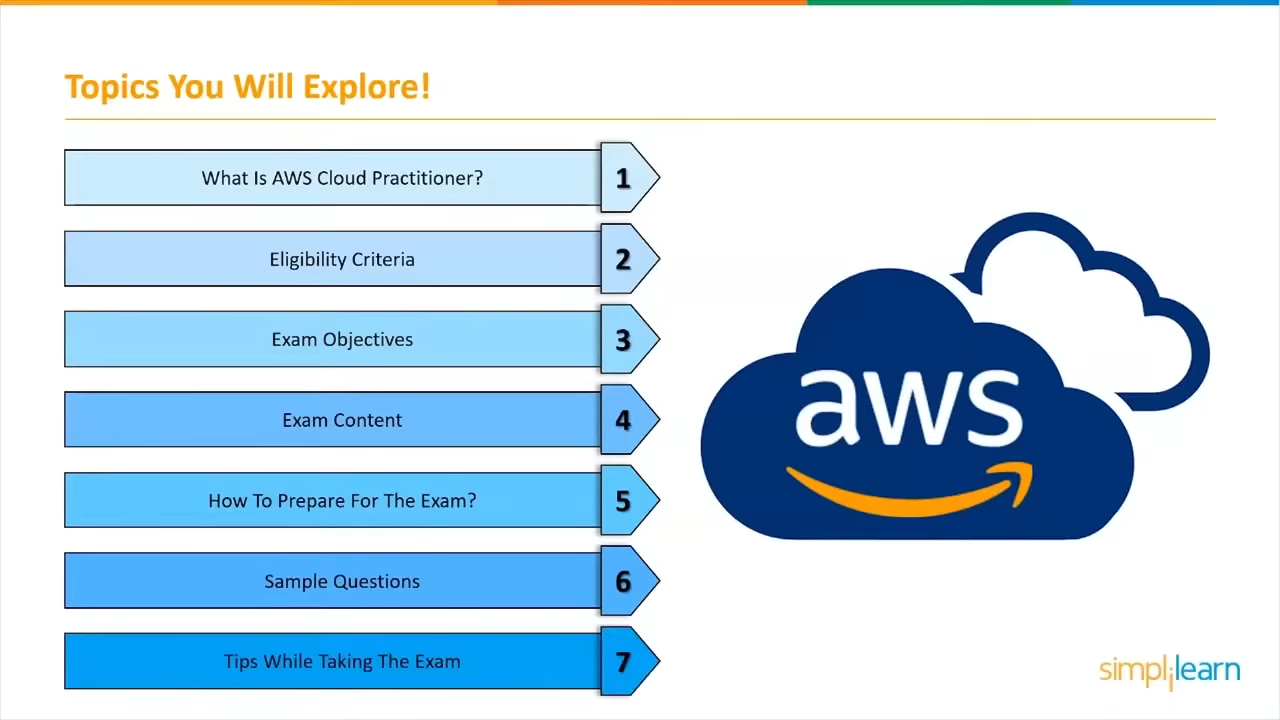 Topics You Will Explore!
What Is AWS Cloud Practitioner? 1
Eligibility Criteria 2
Exam Objectives 3
Exam Content 4
How To Prepare For The Exam? 5
Sample Questions 6
Tips While Taking The Exam 7
aws
simplilearn